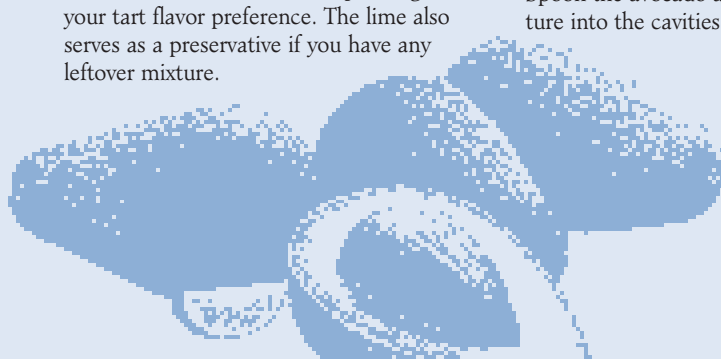 your tart flavor preference. The lime also
serves as a preservative if you have any
leftover mixture.
ture into the cavities